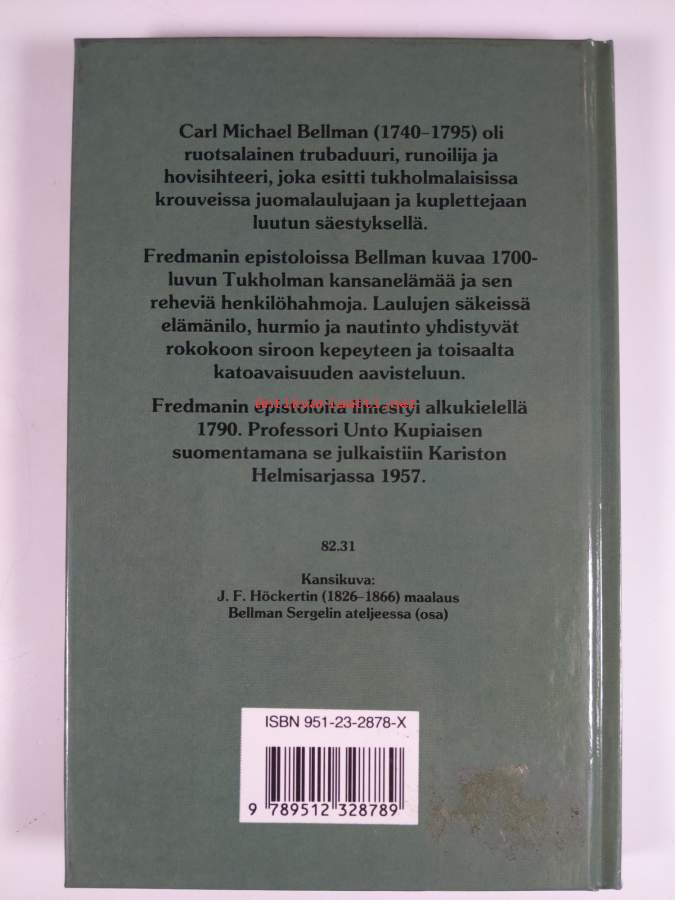 Carl Michael Bellman (1740–1795) oli
ruotsalainen trubaduuri, runoilija ja
hovisihteeri, joka esitti tukholmalaisissa
krouveissa juomalaulujaan ja kuplettejaan
luutun säestyksellä.
Fredmanin epistoloissa Bellman kuvaa 1700-
luvun Tukholman kansanelämää ja sen
reheviä henkilöhahmoja. Laulujen säkeissä
elämänilo, hurmio ja nautinto yhdistyvät
rokokoon siroon kepeyteen ja toisaalta
katoavaisuuden aavisteluun.
Fredmanin epistoloita ilmestyi alkukielellä
1790. Professori Unto Kupiaisen
suomentamana se julkaistiin Kariston
Helmisarjassa 1957.
82.31
Kansikuva:
J. F. Höckertin (1826–1866) maalaus
Bellman Sergelin ateljeessa (osa)
ISBN 951-23-2878-X
9 789512 328789